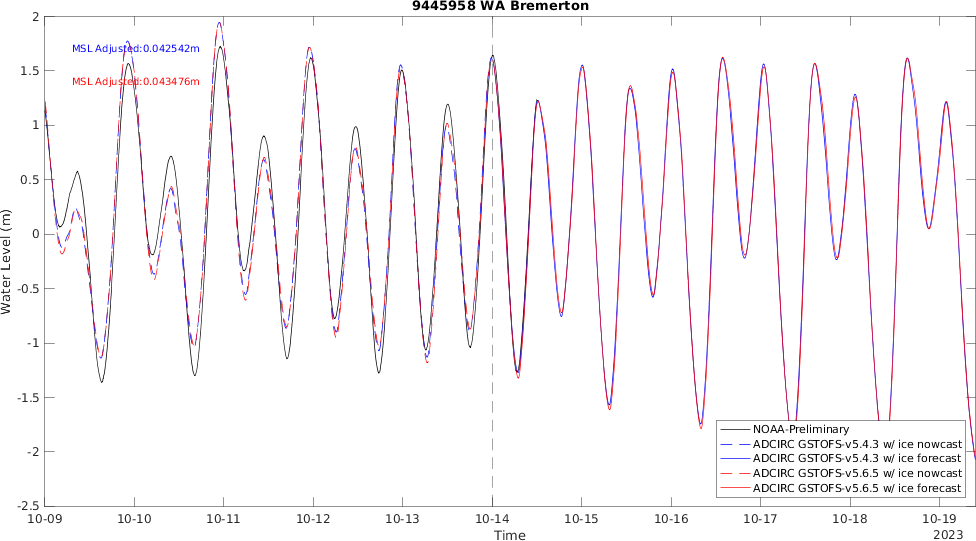 9445958 WA Bremerton
MSL Adjusted:0.042542m
MSL Adjusted:0.043476m
Water Level (m)
2
1.5
1
0.5
0
-0.5
-1
-1.5
-2
-2.5
NOAA-Preliminary
ADCIRC GSTOFS-v5.4.3 w/ ice nowcast
ADCIRC GSTOFS-v5.4.3 w/ ice forecast
ADCIRC GSTOFS-v5.6.5 w/ ice nowcast
ADCIRC GSTOFS-v5.6.5 w/ ice forecast
10-09 10-10 10-11 10-12 10-13 10-14 10-15 10-16 10-17 10-18 10-19
Time
2023